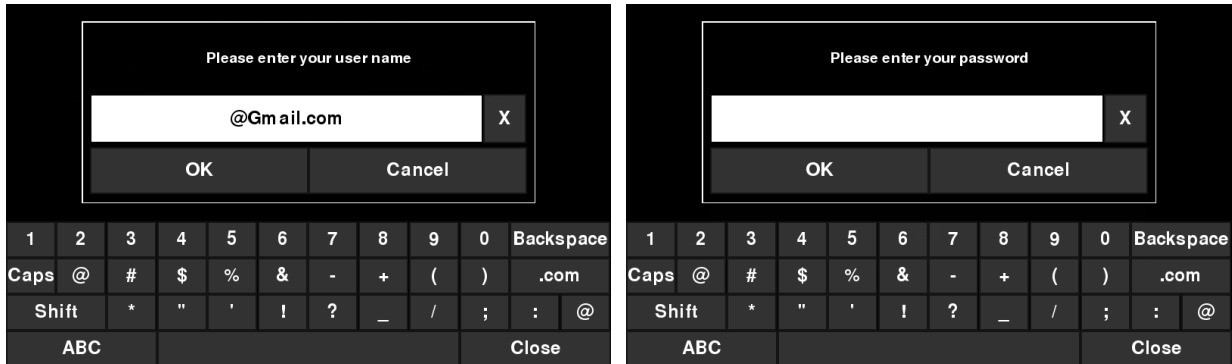 Please enter your user name
@Gmail.com X
OK Cancel
1 2 3 4 5 6 7 8 9 0 Backspace
Caps @ # $ % & - + ( ) .com
Shift * " ' ! ? _ / ; : @
ABC Close
Please enter your password
X
OK Cancel
1 2 3 4 5 6 7 8 9 0 Backspace
Caps @ # $ % & - + ( ) .com
Shift * " ' ! ? _ / ; : @
ABC Close